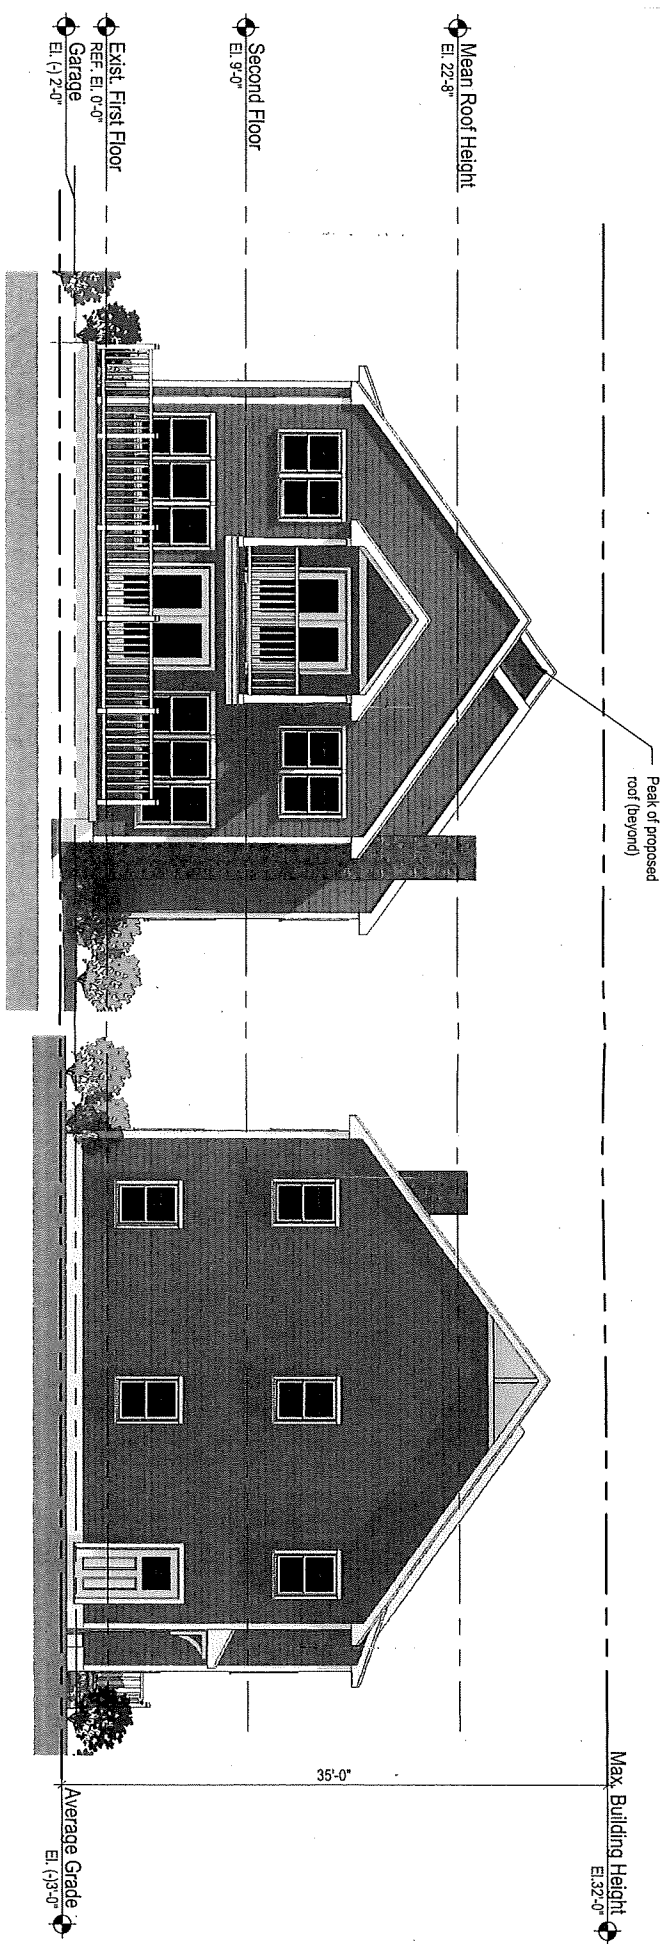 Mean Roof Height
El. 22'-8"
Second Floor
El. 9'-0"
Exist. First Floor
REF. El. 0'-0"
Garage
El. (-) 2'-0"
Peak of proposed
roof (beyond)
Max. Building Height
El.32'-0"
35'-0"
Average Grade
El. (-)3'-0"